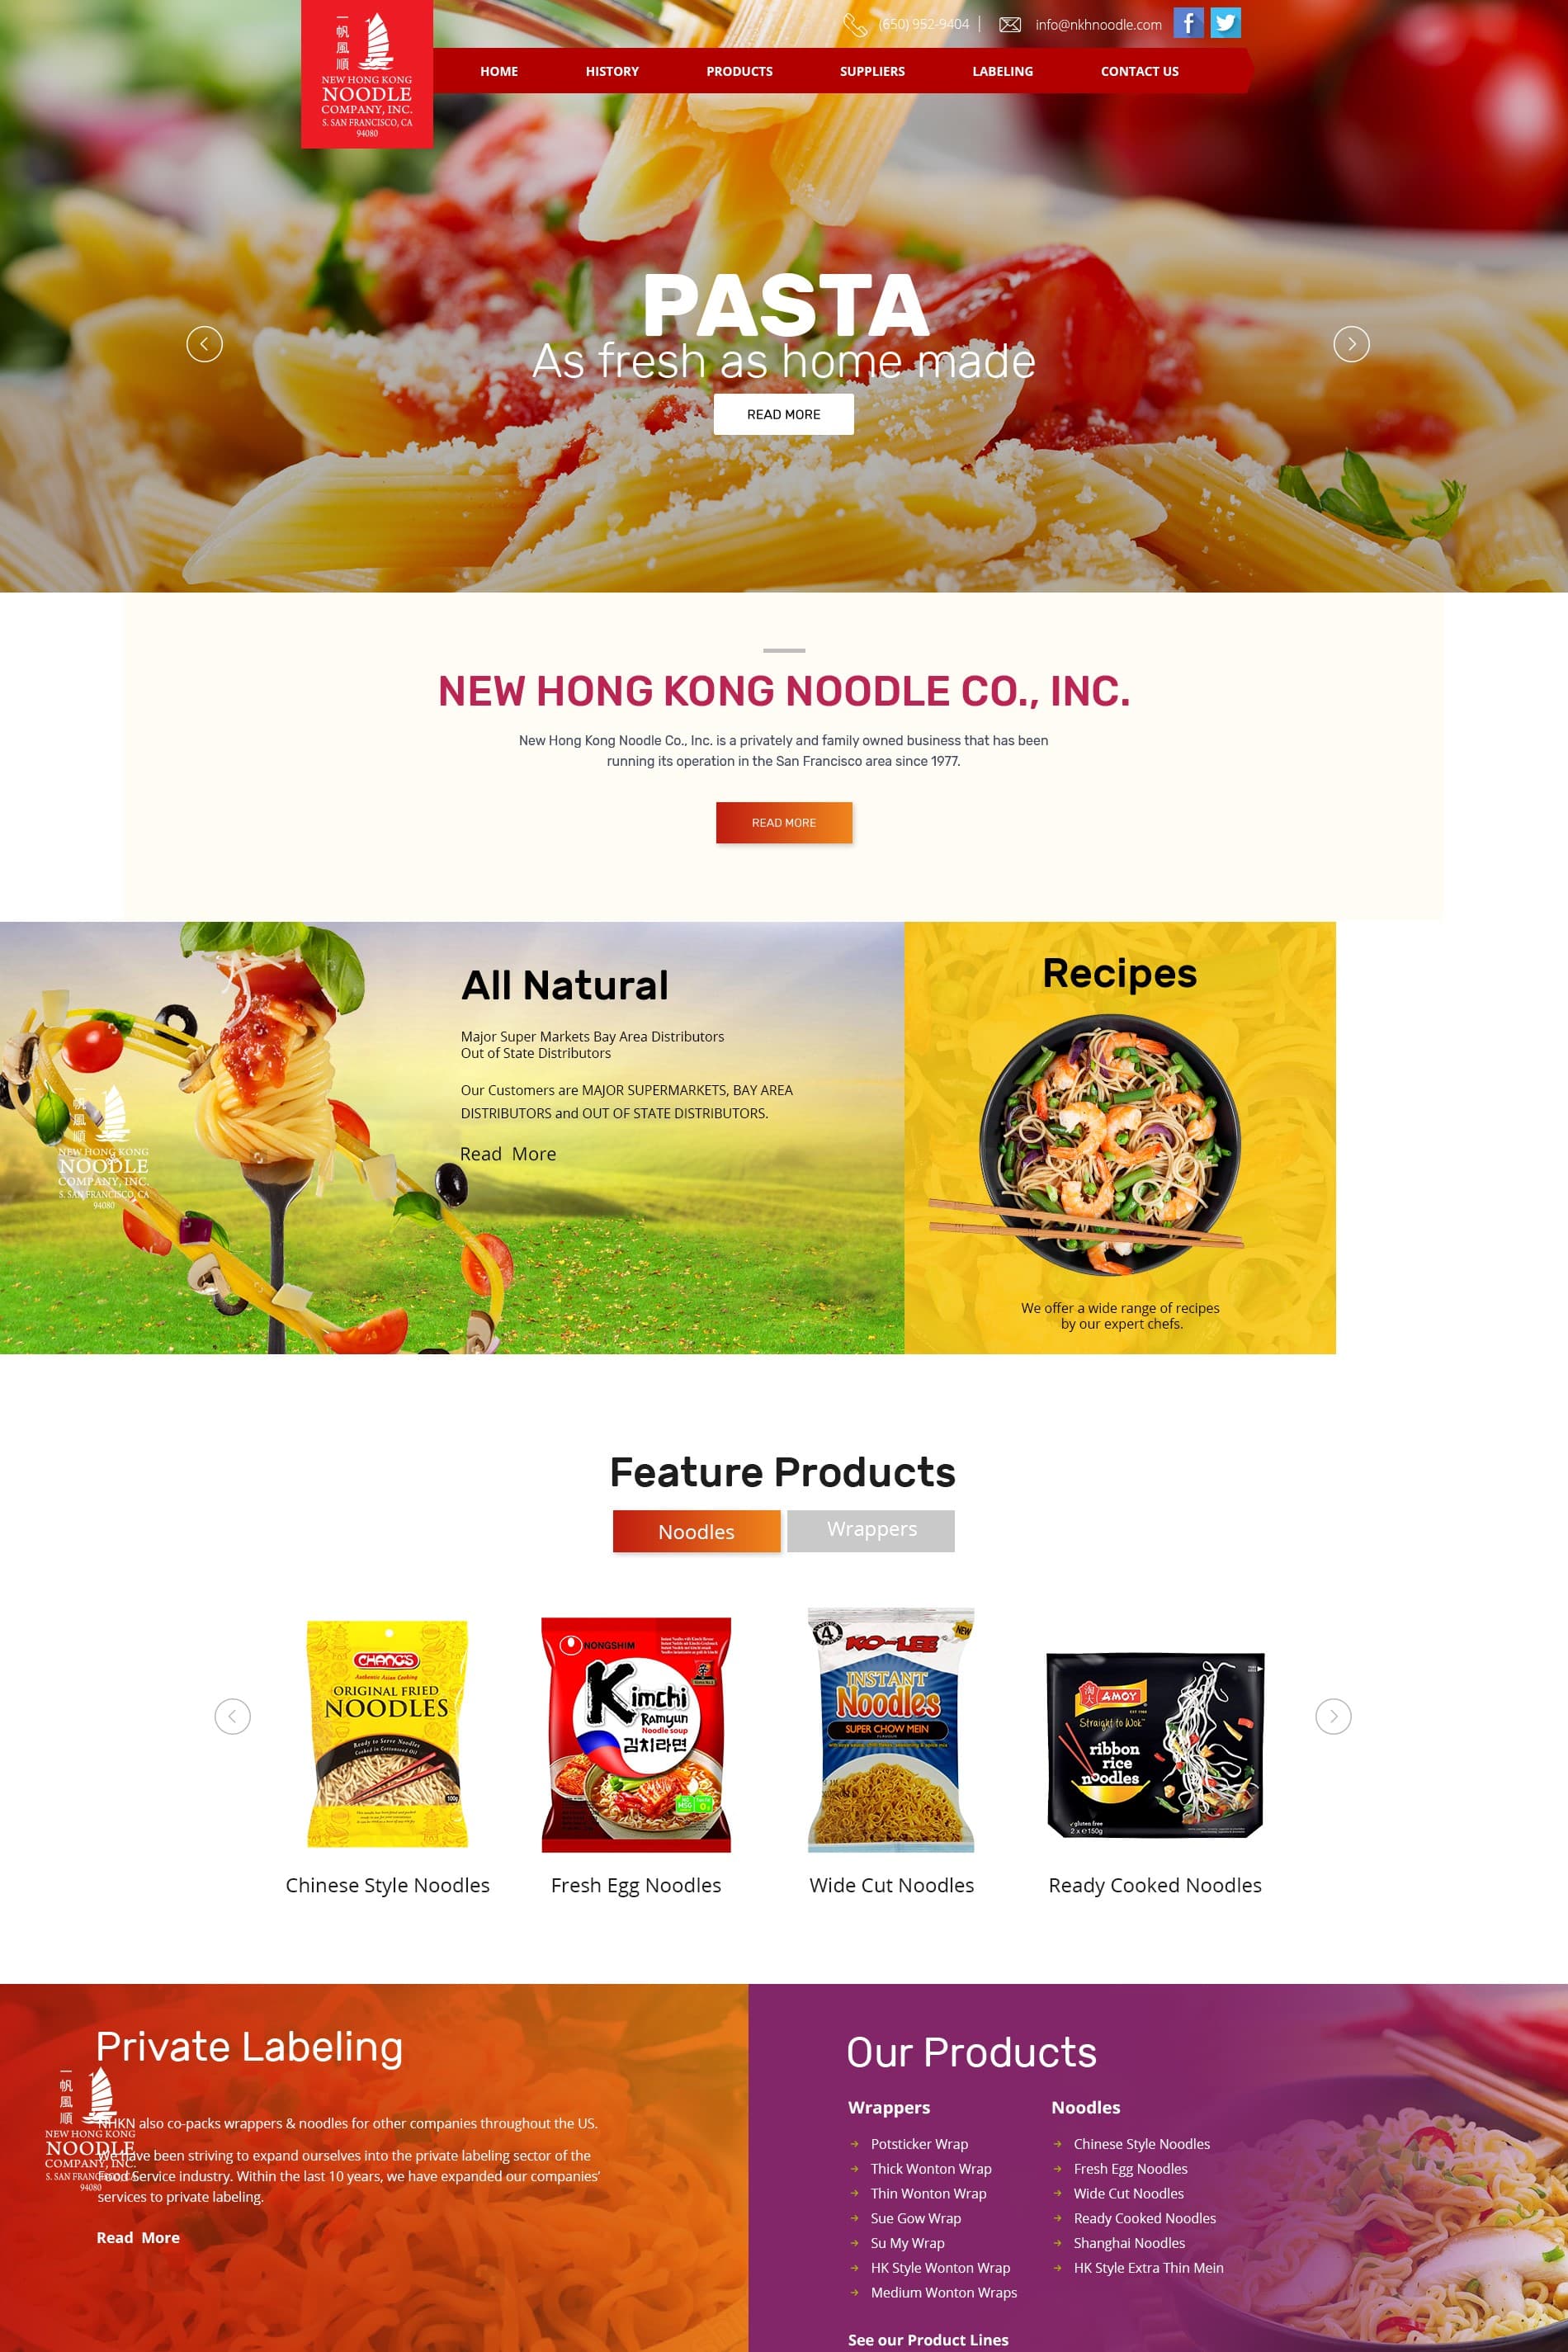 一帆風順
NEW HONG KONG
NOODLE
COMPANY, INC.
S. SAN FRANCISCO, CA
94080
(650) 952-9404 | info@nkhnoodle.com
HOME HISTORY PRODUCTS SUPPLIERS LABELING CONTACT US
PASTA
As fresh as home made
READ MORE
NEW HONG KONG NOODLE CO., INC.
New Hong Kong Noodle Co., Inc. is a privately and family owned business that has been
running its operation in the San Francisco area since 1977.
READ MORE
All Natural
Major Super Markets Bay Area Distributors
Out of State Distributors
Our Customers are MAJOR SUPERMARKETS, BAY AREA
DISTRIBUTORS and OUT OF STATE DISTRIBUTORS.
Read More
一帆風順
NEW HONG KONG
NOODLE
COMPANY, INC.
S. SAN FRANCISCO, CA
94080
Recipes
We offer a wide range of recipes
by our expert chefs.
Feature Products
Noodles Wrappers
CHANG'S
Authentic Asian Cooking
ORIGINAL FRIED
NOODLES
Ready to Serve Noodles
Cooked in Cottonseed Oil
100g
NONGSHIM
Kimchi
Ramyun
Noodle soup
김치라면
NO MSG
KO-LEE
4
NEW
INSTANT
Noodles
SUPER CHOW MEIN
FLAVOUR
AMOY
淘大
Straight to Wok
ribbon
rice
noodles
gluten free
2 x 150g
Chinese Style Noodles
Fresh Egg Noodles
Wide Cut Noodles
Ready Cooked Noodles
Private Labeling
一帆風順
NEW HONG KONG
NOODLE
COMPANY, INC.
S. SAN FRANCISCO, CA
94080
NHKN also co-packs wrappers & noodles for other companies throughout the US.
We have been striving to expand ourselves into the private labeling sector of the
Food Service industry. Within the last 10 years, we have expanded our companies'
services to private labeling.
Read More
Our Products
Wrappers
Potsticker Wrap
Thick Wonton Wrap
Thin Wonton Wrap
Sue Gow Wrap
Su My Wrap
HK Style Wonton Wrap
Medium Wonton Wraps
Noodles
Chinese Style Noodles
Fresh Egg Noodles
Wide Cut Noodles
Ready Cooked Noodles
Shanghai Noodles
HK Style Extra Thin Mein
See our Product Lines